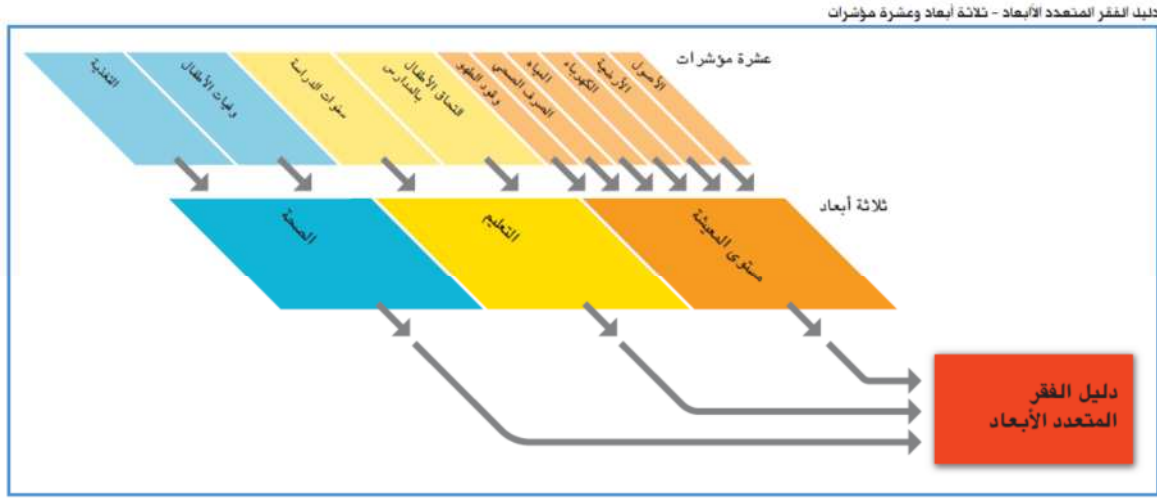 دليل الفقر المتعدد الأبعاد - ثلاثة أبعاد وعشرة مؤشرات
عشرة مؤشرات
الأصول
الأرضية
الكهرباء
المياه
الصرف الصحي
وقود الطهو
التحاق الأطفال
بالمدارس
سنوات الدراسة
وفيات الأطفال
التغذية
ثلاثة أبعاد
مستوى المعيشة
التعليم
الصحة
دليل الفقر
المتعدد الأبعاد